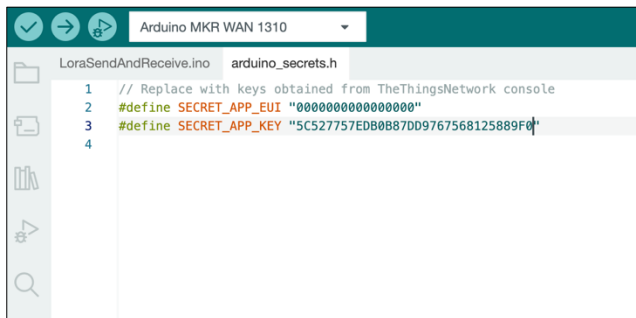 Arduino MKR WAN 1310
LoraSendAndReceive.ino arduino_secrets.h
1 // Replace with keys obtained from TheThingsNetwork console
2 #define SECRET_APP_EUI "0000000000000000"
3 #define SECRET_APP_KEY "5C527757EDB0B87DD9767568125889F0"
4